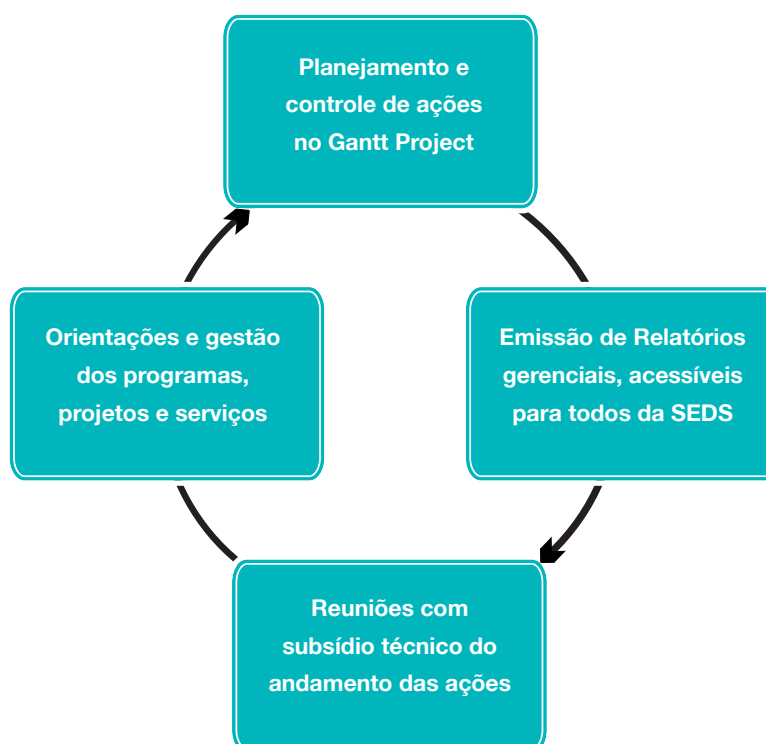 Planejamento e
controle de ações
no Gantt Project
Orientações e gestão
dos programas,
projetos e serviços
Emissão de Relatórios
gerenciais, acessíveis
para todos da SEDS
Reuniões com
subsídio técnico do
andamento das ações